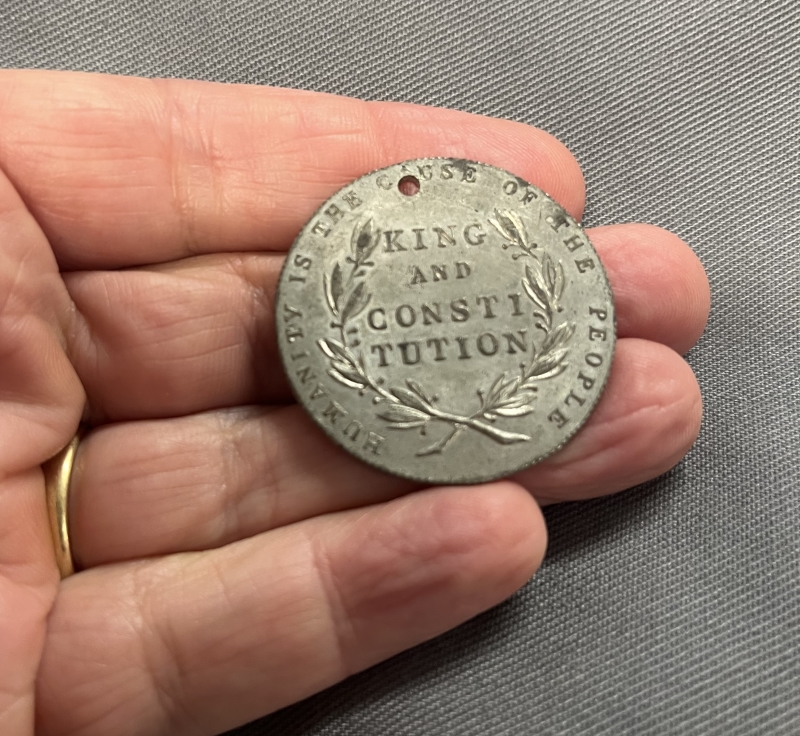 HUMANITY IS THE CAUSE OF THE PEOPLE
KING
AND
CONSTI
TUTION